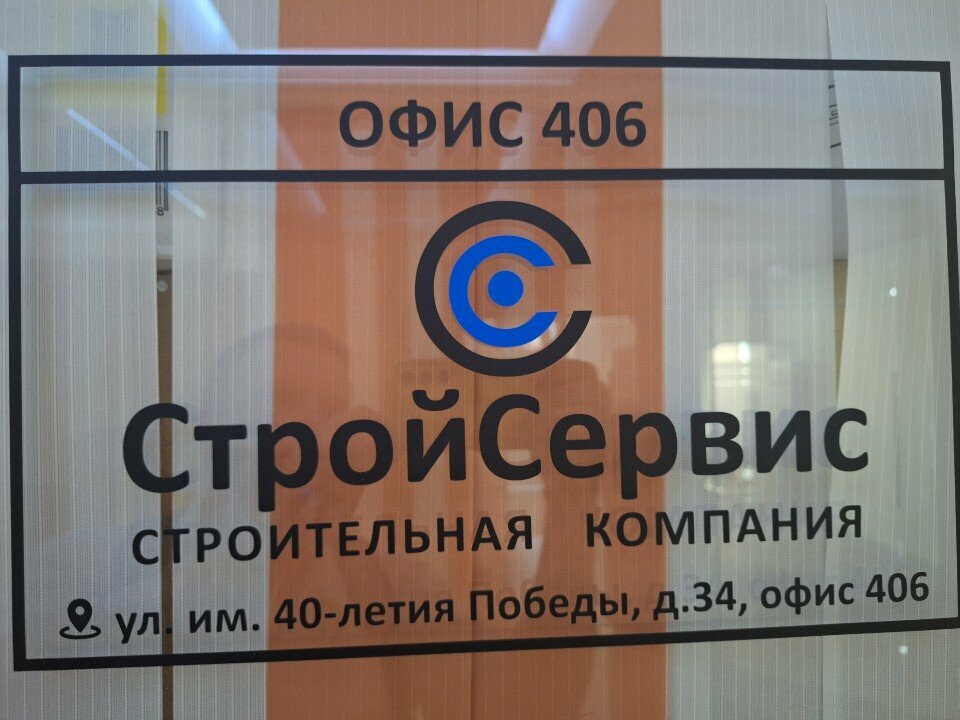 ОФИС 406
СтройСервис
СТРОИТЕЛЬНАЯ КОМПАНИЯ
ул. им. 40-летия Победы, д.34, офис 406